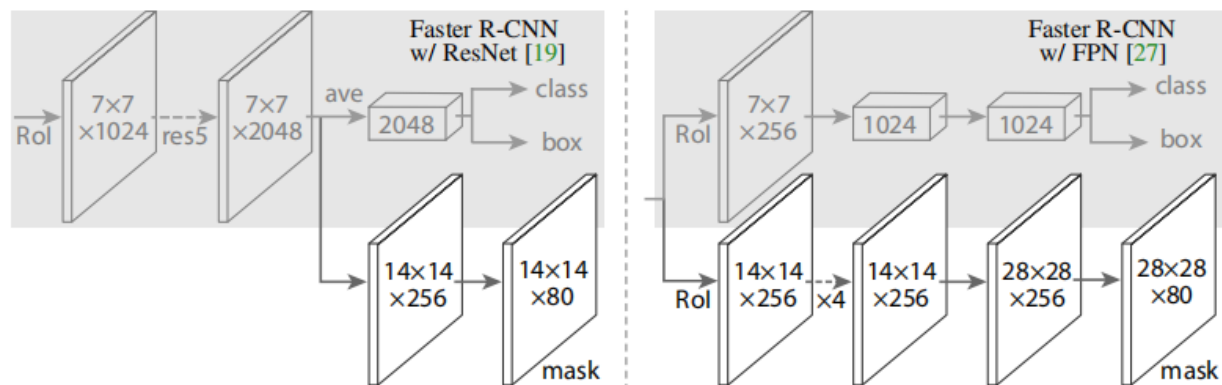 Faster R-CNN
w/ ResNet [19]
RoI
7×7
×1024
res5
7×7
×2048
ave
2048
class
box
14×14
×256
14×14
×80
mask
Faster R-CNN
w/ FPN [27]
RoI
7×7
×256
1024
1024
class
box
RoI
14×14
×256
×4
14×14
×256
28×28
×256
28×28
×80
mask